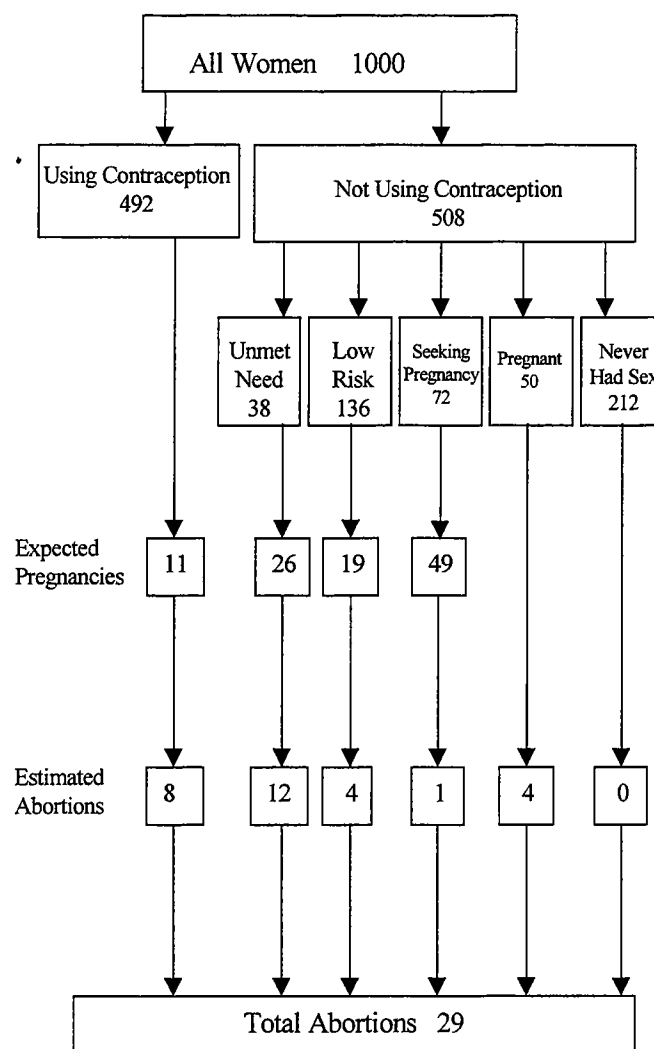 All Women 1000
Using Contraception
492
Not Using Contraception
508
Unmet
Need
38
Low
Risk
136
Seeking
Pregnancy
72
Pregnant
50
Never
Had Sex
212
Expected
Pregnancies
11
26
19
49
Estimated
Abortions
8
12
4
1
4
0
Total Abortions 29